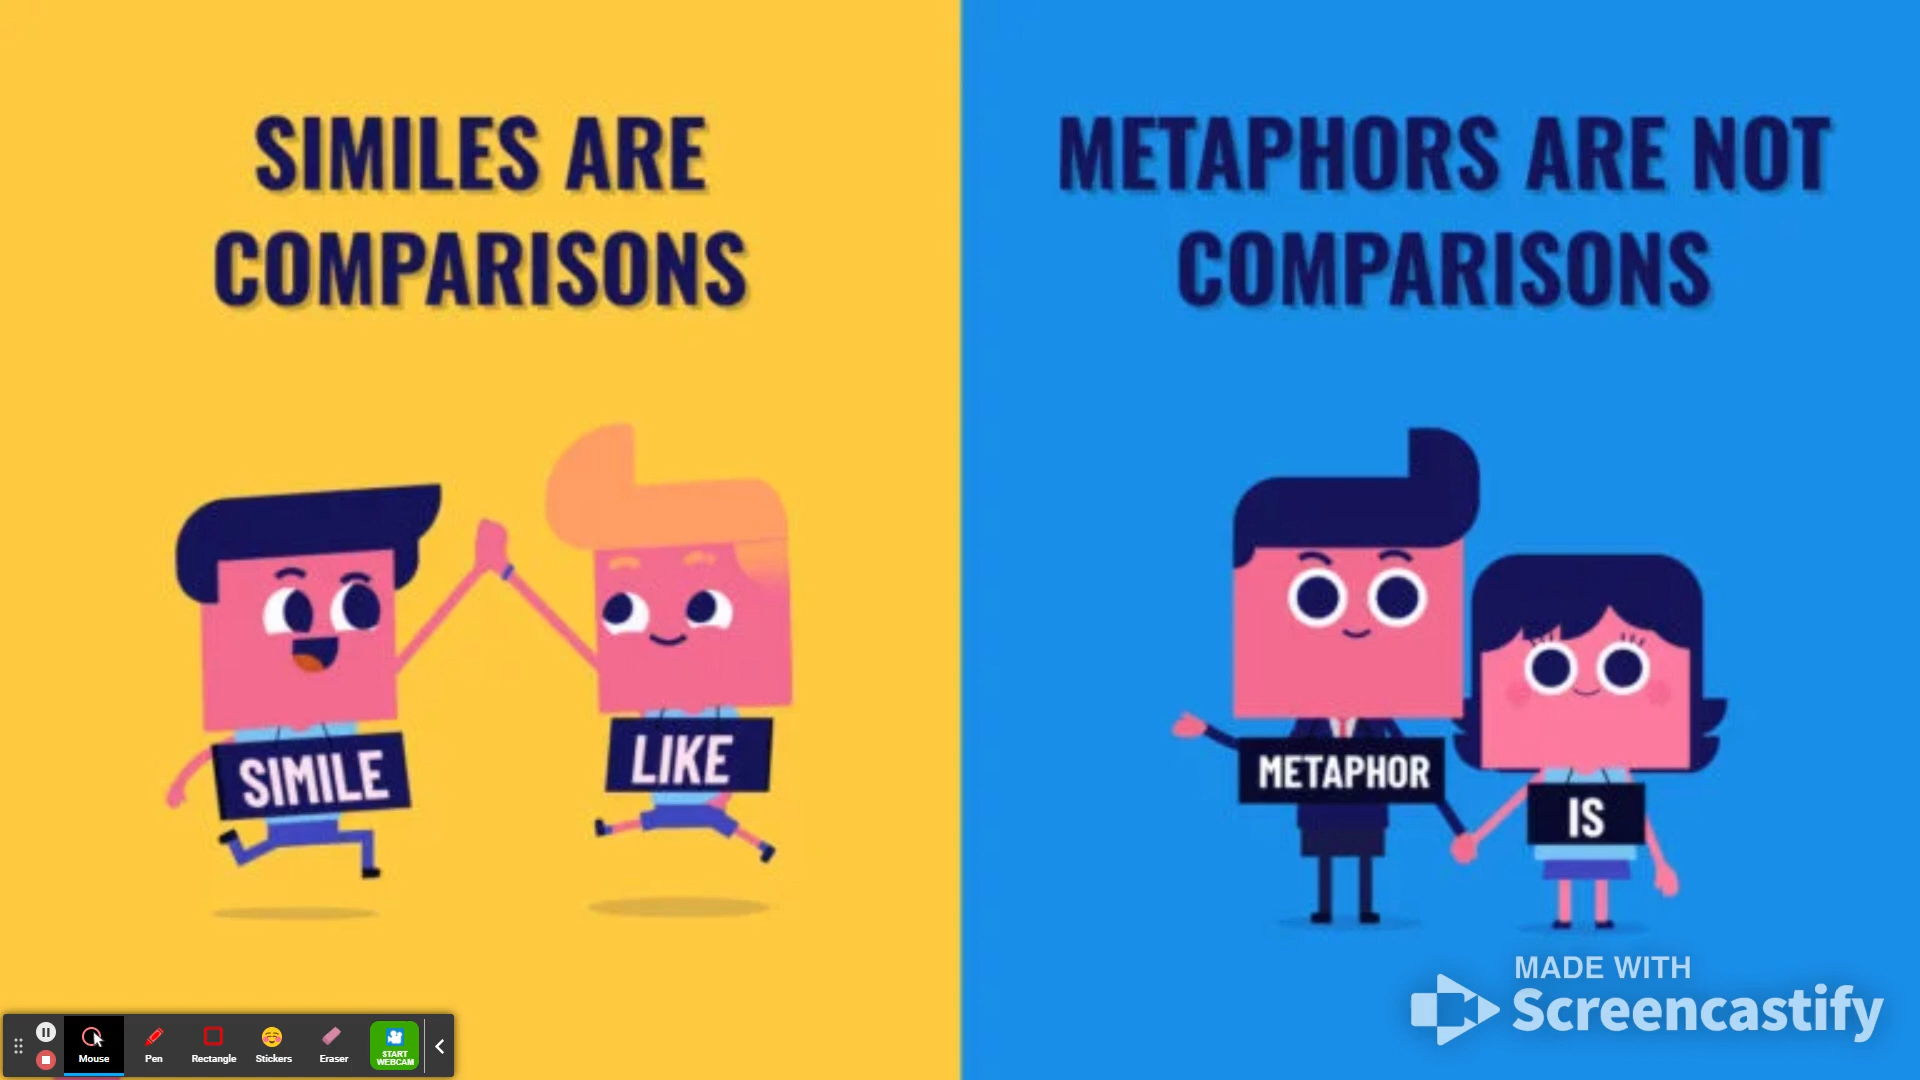 SIMILES ARE
COMPARISONS
METAPHORS ARE NOT
COMPARISONS
SIMILE
LIKE
METAPHOR
IS
MADE WITH
Screencastify
Mouse
Pen
Rectangle
Stickers
Eraser
START
WEBCAM